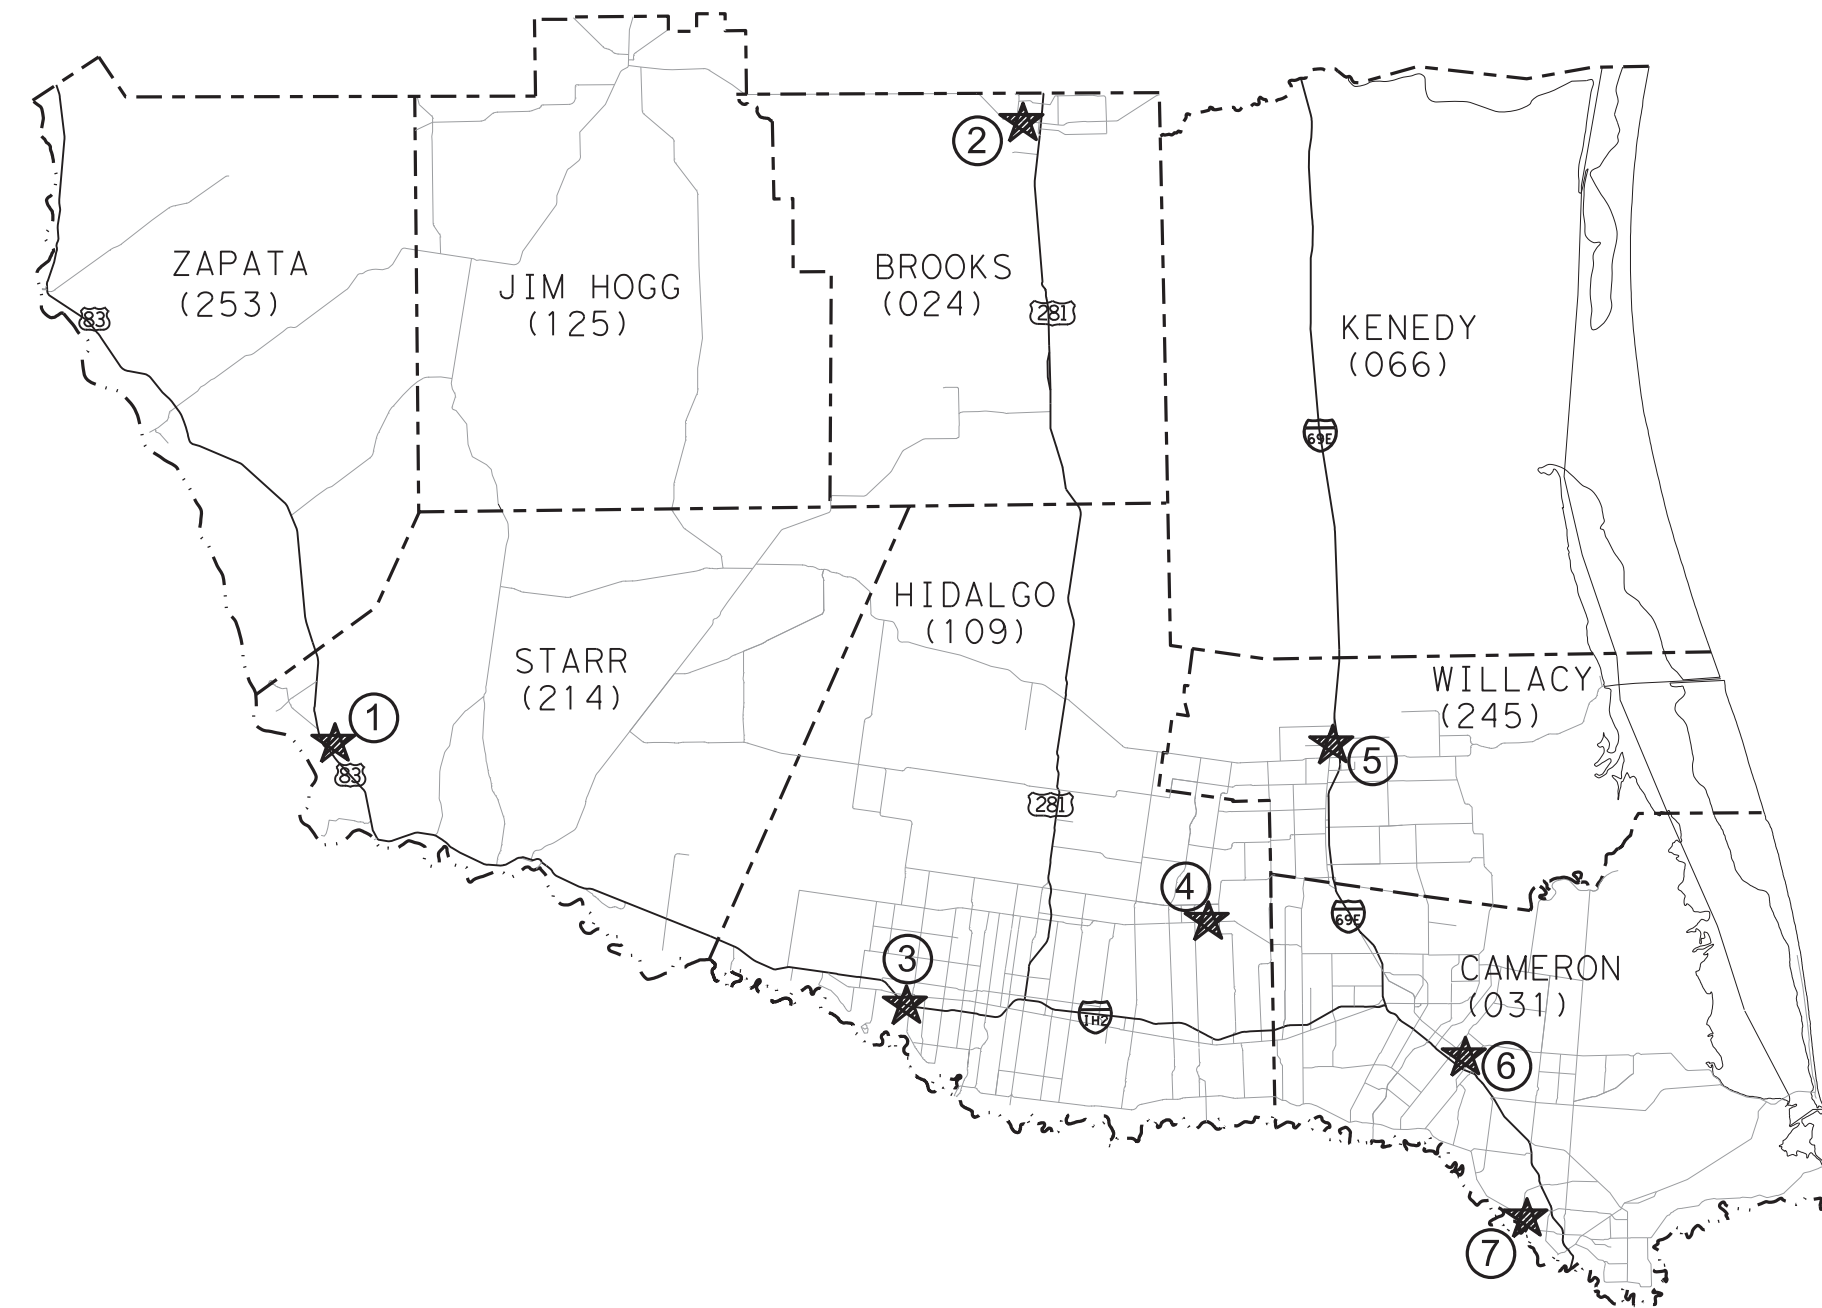 2
ZAPATA
(253)
JIM HOGG
(125)
BROOKS
(024)
KENEDY
(066)
83
281
69E
HIDALGO
(109)
STARR
(214)
WILLACY
(245)
1
83
281
5
4
69E
3
CAMERON
(031)
IH2
6
7